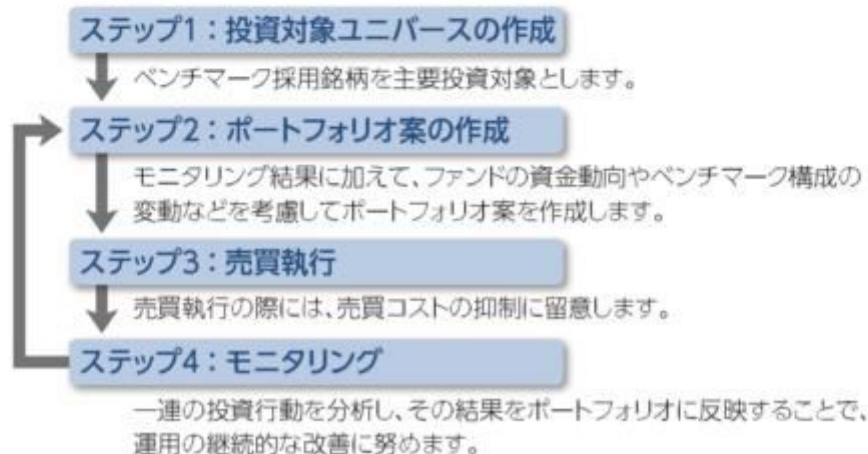 ステップ1：投資対象ユニバースの作成
ベンチマーク採用銘柄を主要投資対象とします。
ステップ2：ポートフォリオ案の作成
モニタリング結果に加えて、ファンドの資金動向やベンチマーク構成の
変動などを考慮してポートフォリオ案を作成します。
ステップ3：売買執行
売買執行の際には、売買コストの抑制に留意します。
ステップ4：モニタリング
一連の投資行動を分析し、その結果をポートフォリオに反映することで、
運用の継続的な改善に努めます。